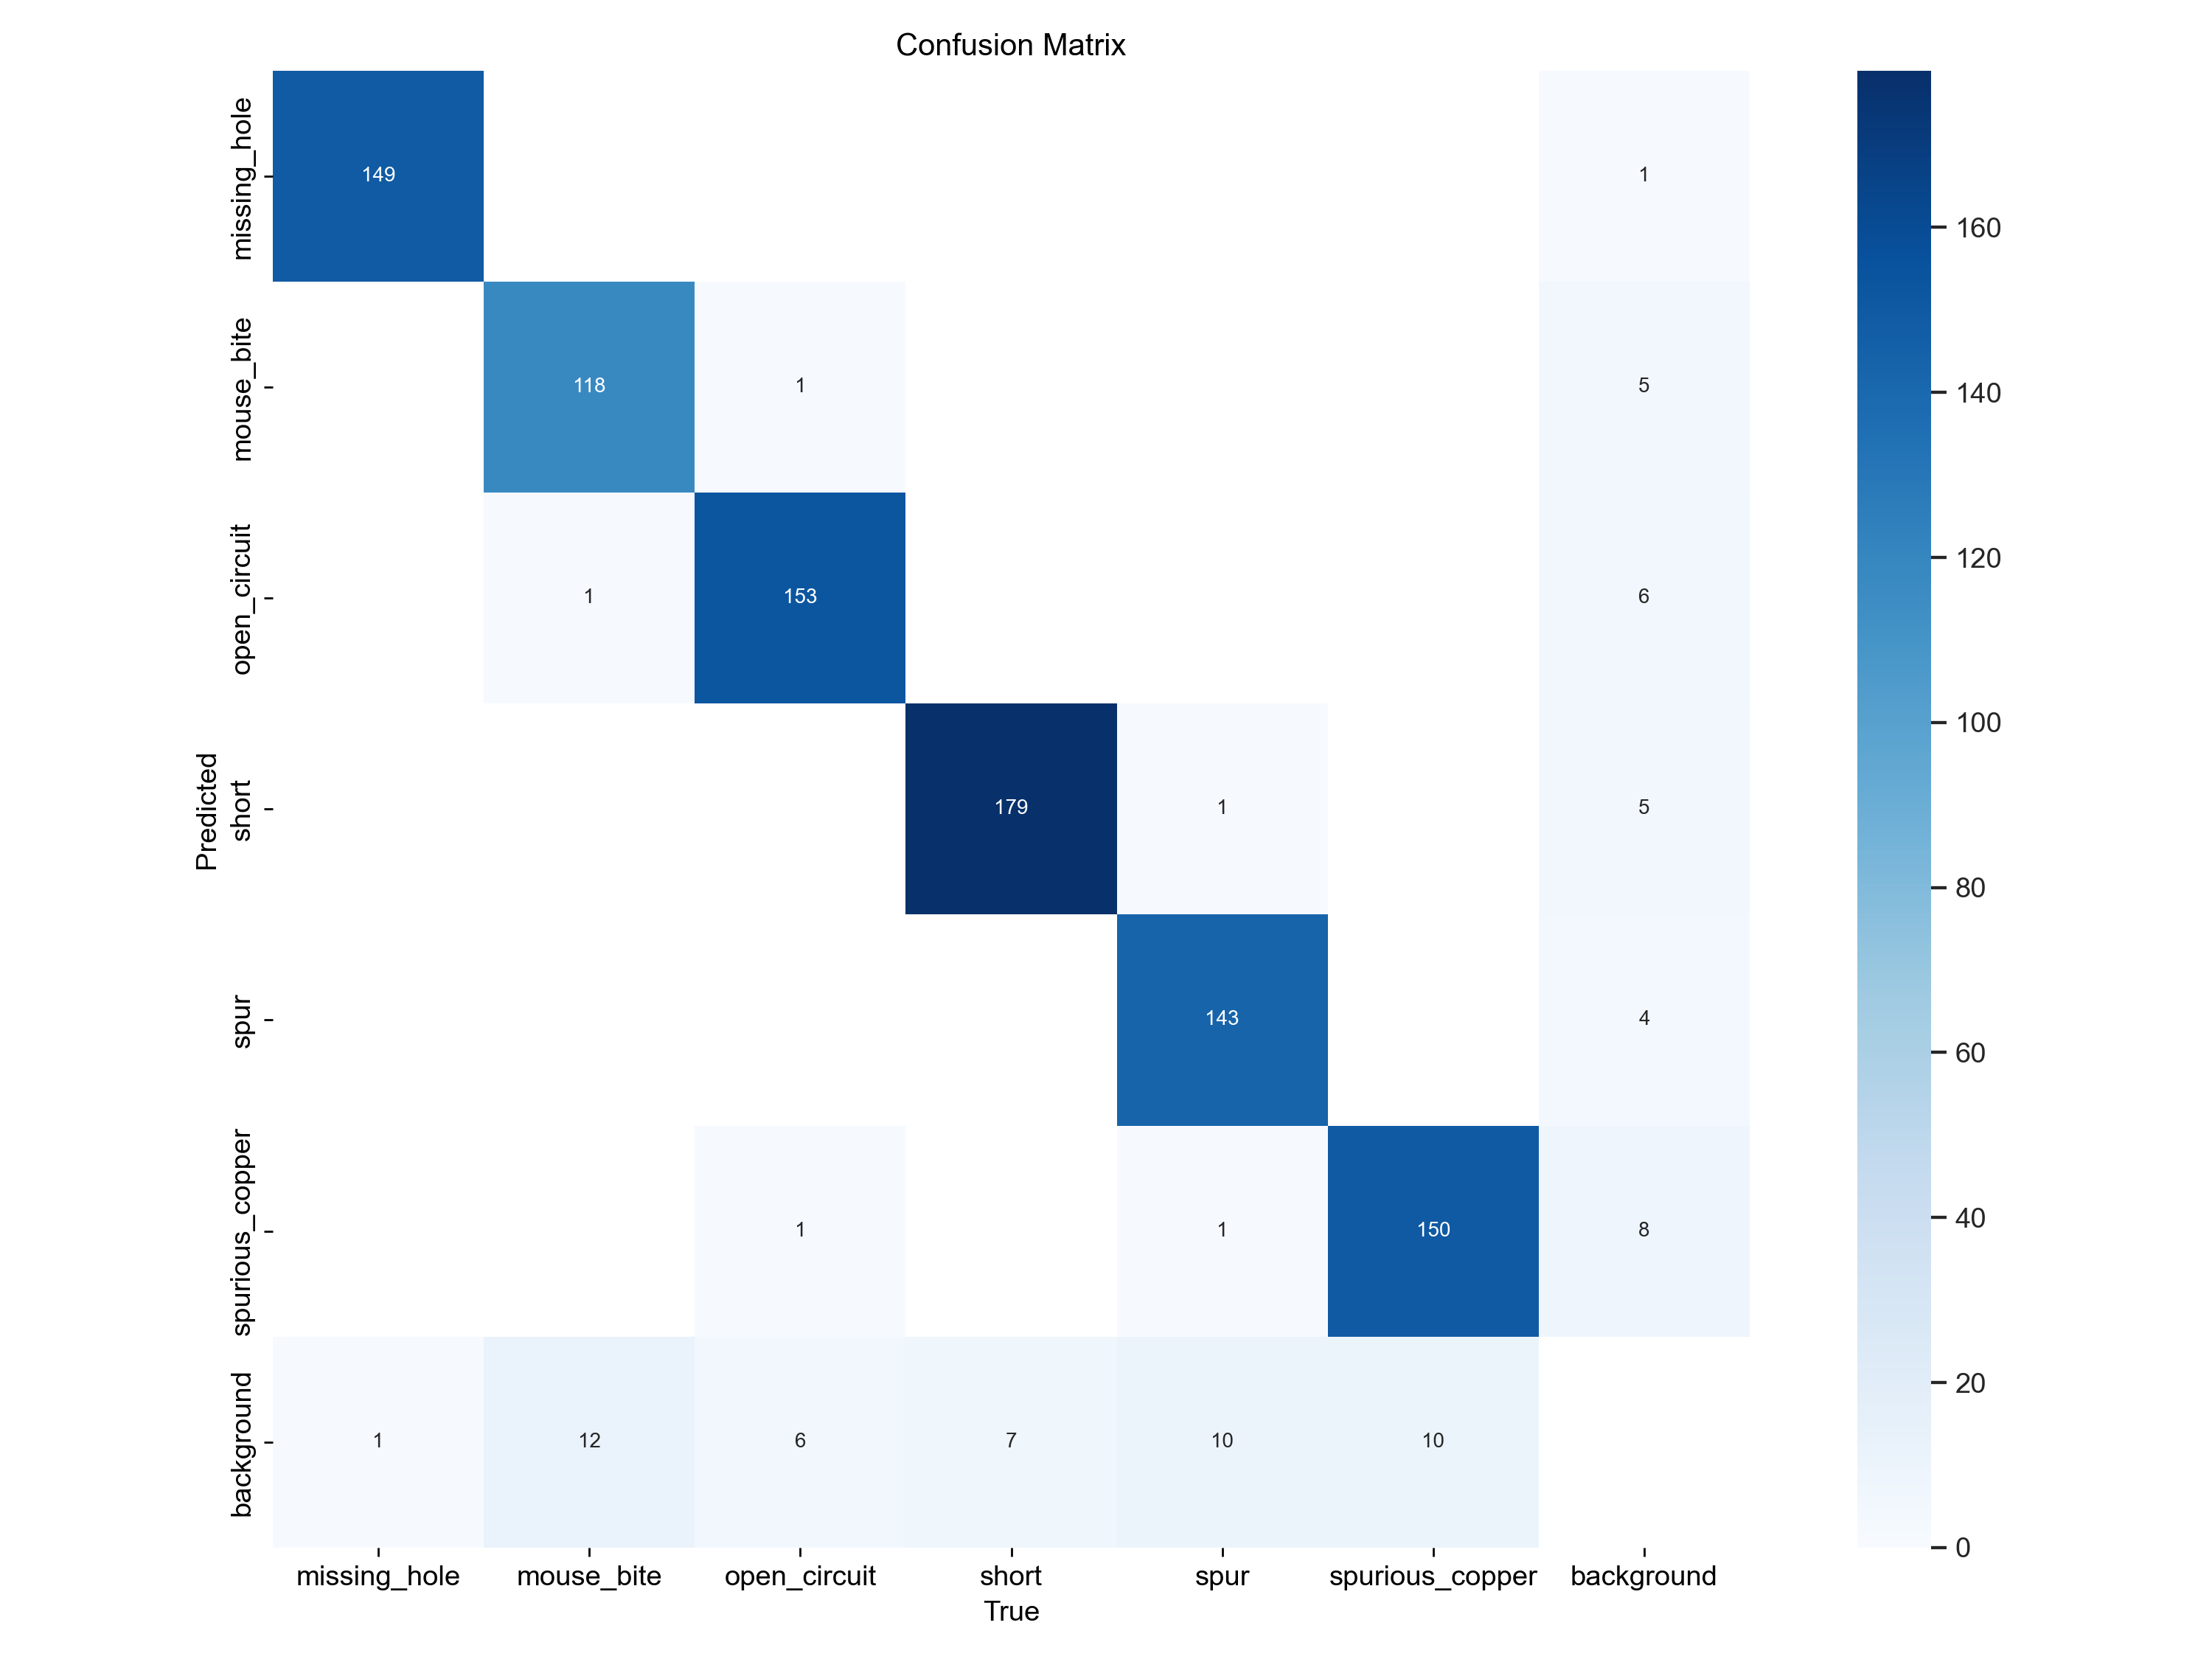 Confusion Matrix
Predicted
missing_hole
149
1
mouse_bite
118
1
5
open_circuit
1
153
6
short
179
1
5
spur
143
4
spurious_copper
1
1
150
8
background
1
12
6
7
10
10
missing_hole
mouse_bite
open_circuit
short
spur
spurious_copper
background
True
160
140
120
100
80
60
40
20
0